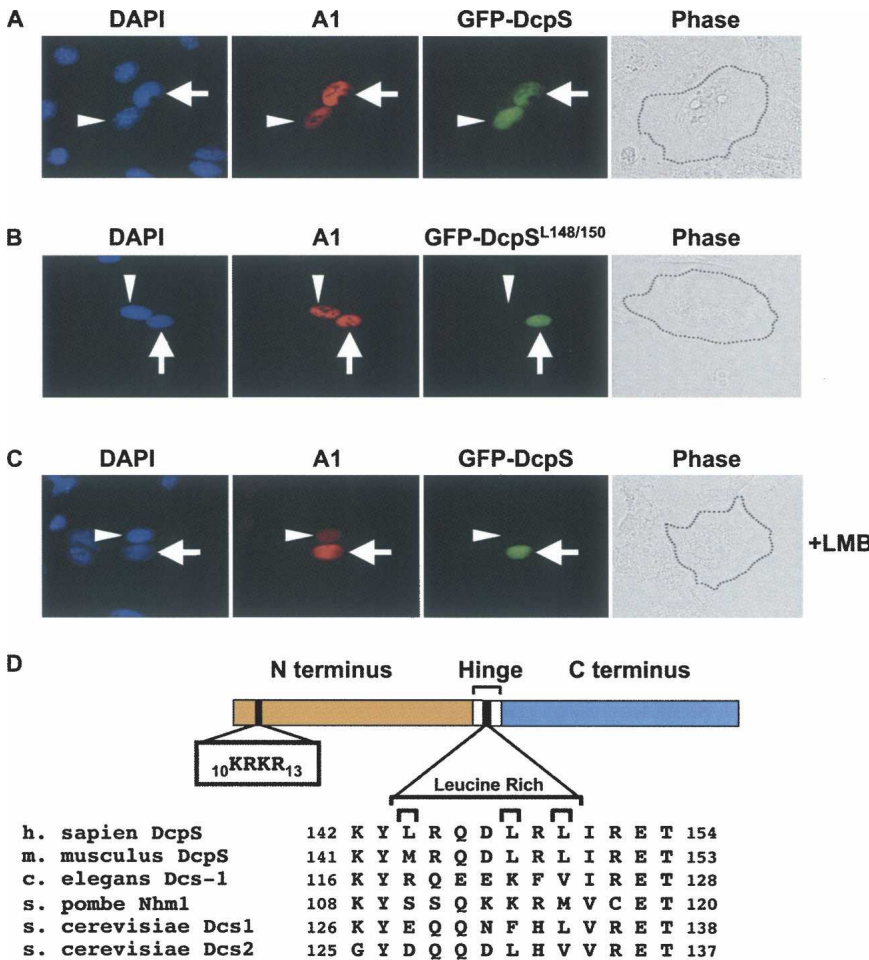 A DAPI A1 GFP-DcpS Phase
B DAPI A1 GFP-DcpS^L148/150 Phase
C DAPI A1 GFP-DcpS Phase
+LMB
D N terminus Hinge C terminus
₁₀KRKR₁₃
Leucine Rich
h. sapien DcpS 142 K Y L R Q D L R L I R E T 154
m. musculus DcpS 141 K Y M R Q D L R L I R E T 153
c. elegans Dcs-1 116 K Y R Q E E K F V I R E T 128
s. pombe Nhm1 108 K Y S S Q K K R M V C E T 120
s. cerevisiae Dcs1 126 K Y E Q Q N F H L V R E T 138
s. cerevisiae Dcs2 125 G Y D Q Q D L H V V R E T 137